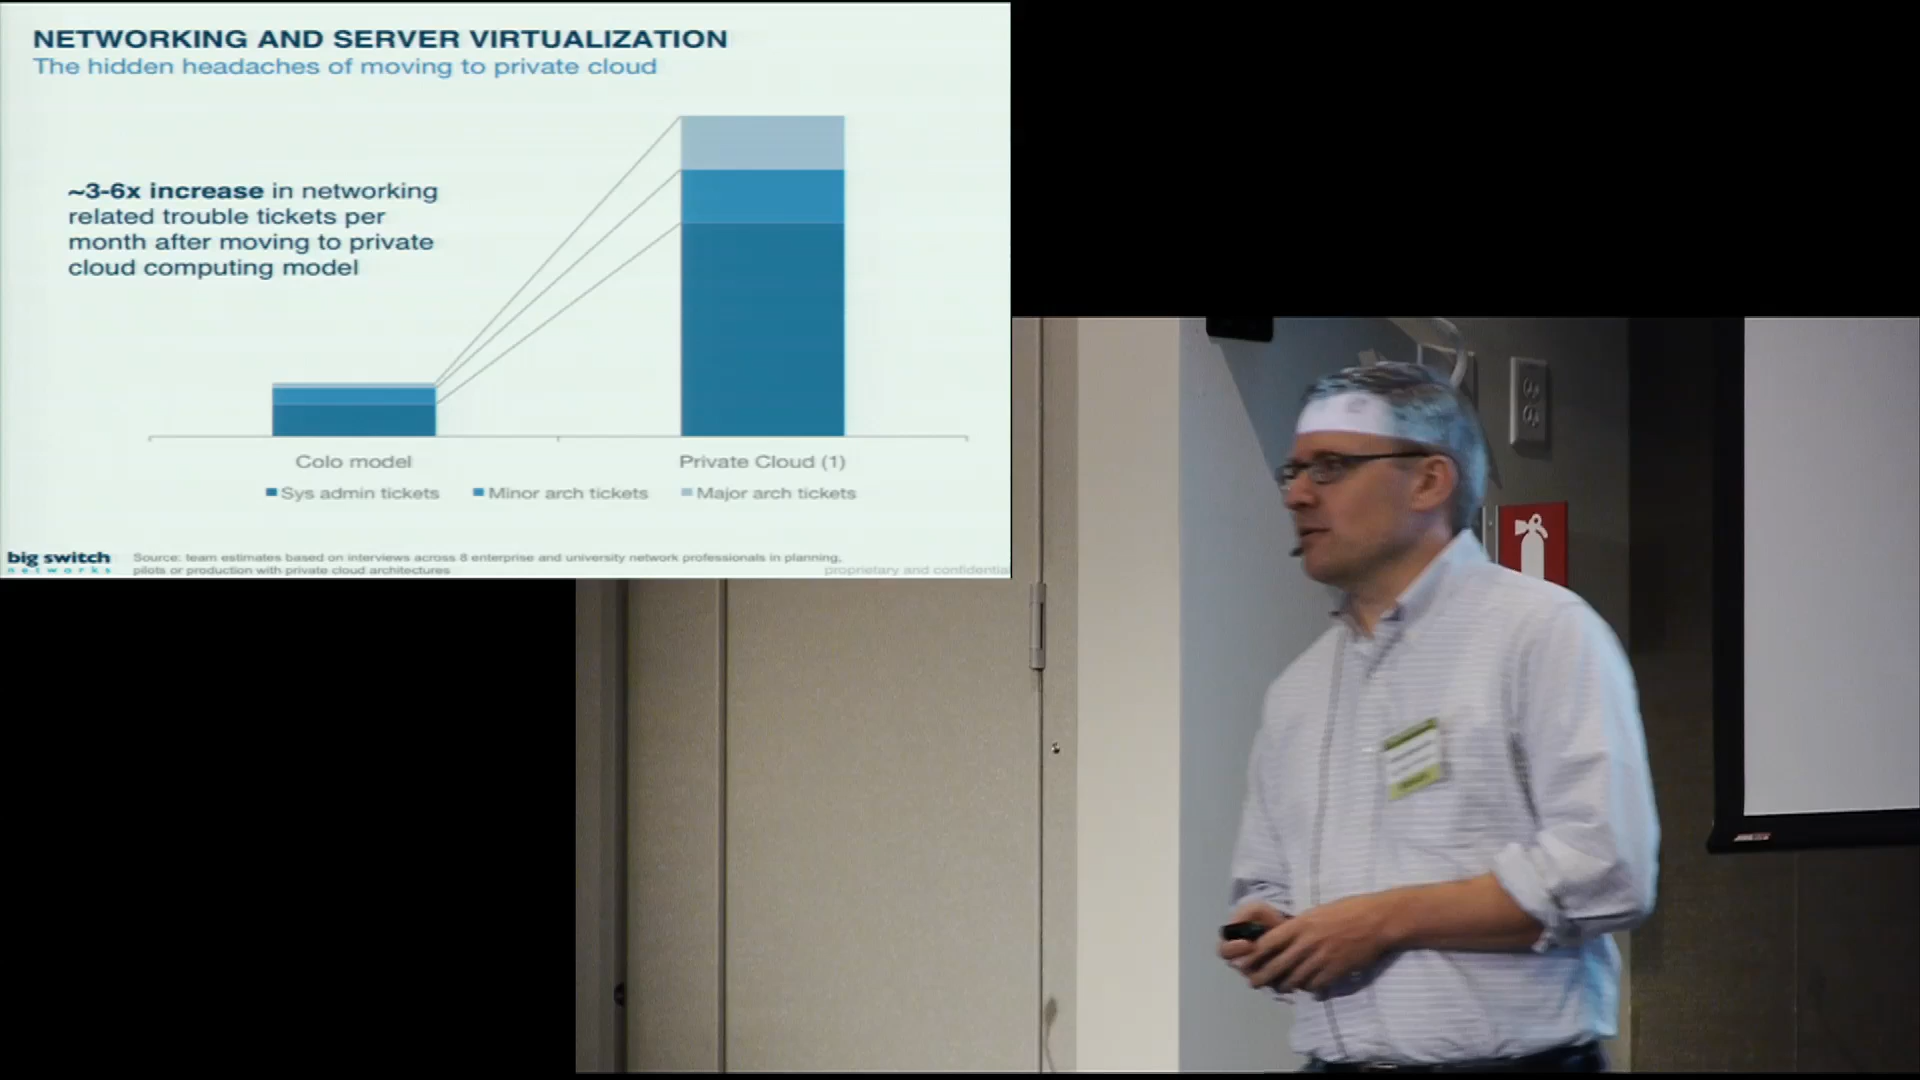 NETWORKING AND SERVER VIRTUALIZATION
The hidden headaches of moving to private cloud
~3-6x increase in networking
related trouble tickets per
month after moving to private
cloud computing model
Colo model
Private Cloud (1)
Sys admin tickets
Minor arch tickets
Major arch tickets
big switch
networks
Source: team estimates based on interviews across 8 enterprise and university network professionals in planning,
pilots or production with private cloud architectures
proprietary and confidential